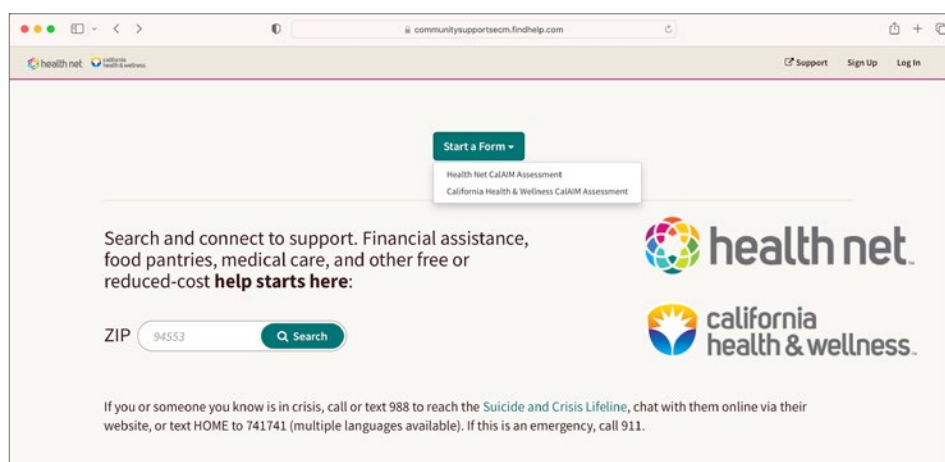 communitysupportsecm.findhelp.com
health net california health & wellness
Support Sign Up Log In
Start a Form
Health Net CalAIM Assessment
California Health & Wellness CalAIM Assessment
Search and connect to support. Financial assistance,
food pantries, medical care, and other free or
reduced-cost help starts here:
health net
california
health & wellness
ZIP 94553 Search
If you or someone you know is in crisis, call or text 988 to reach the Suicide and Crisis Lifeline, chat with them online via their
website, or text HOME to 741741 (multiple languages available). If this is an emergency, call 911.